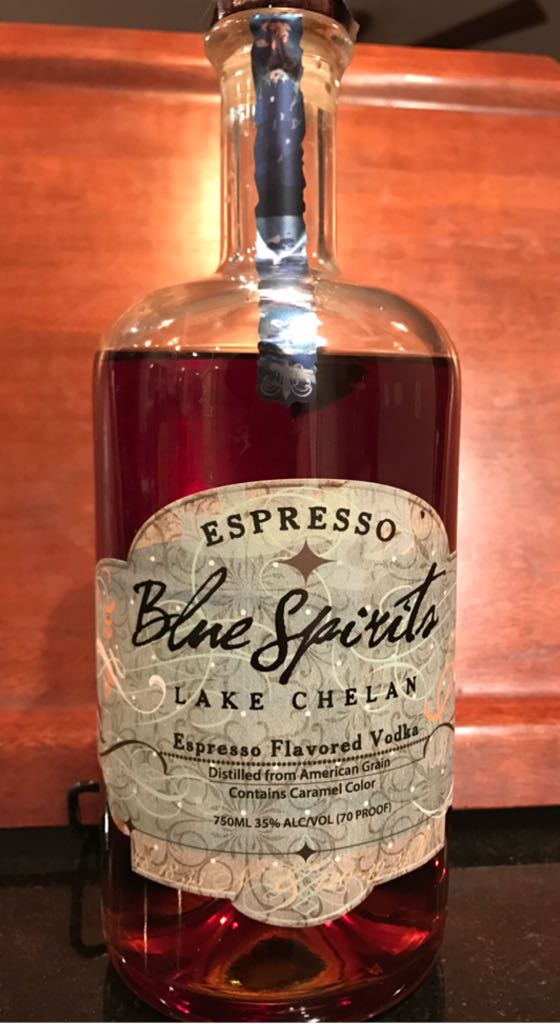 ESPRESSO
Blue Spirits
LAKE CHELAN
Espresso Flavored Vodka
Distilled from American Grain
Contains Caramel Color
750ML 35% ALC/VOL (70 PROOF)